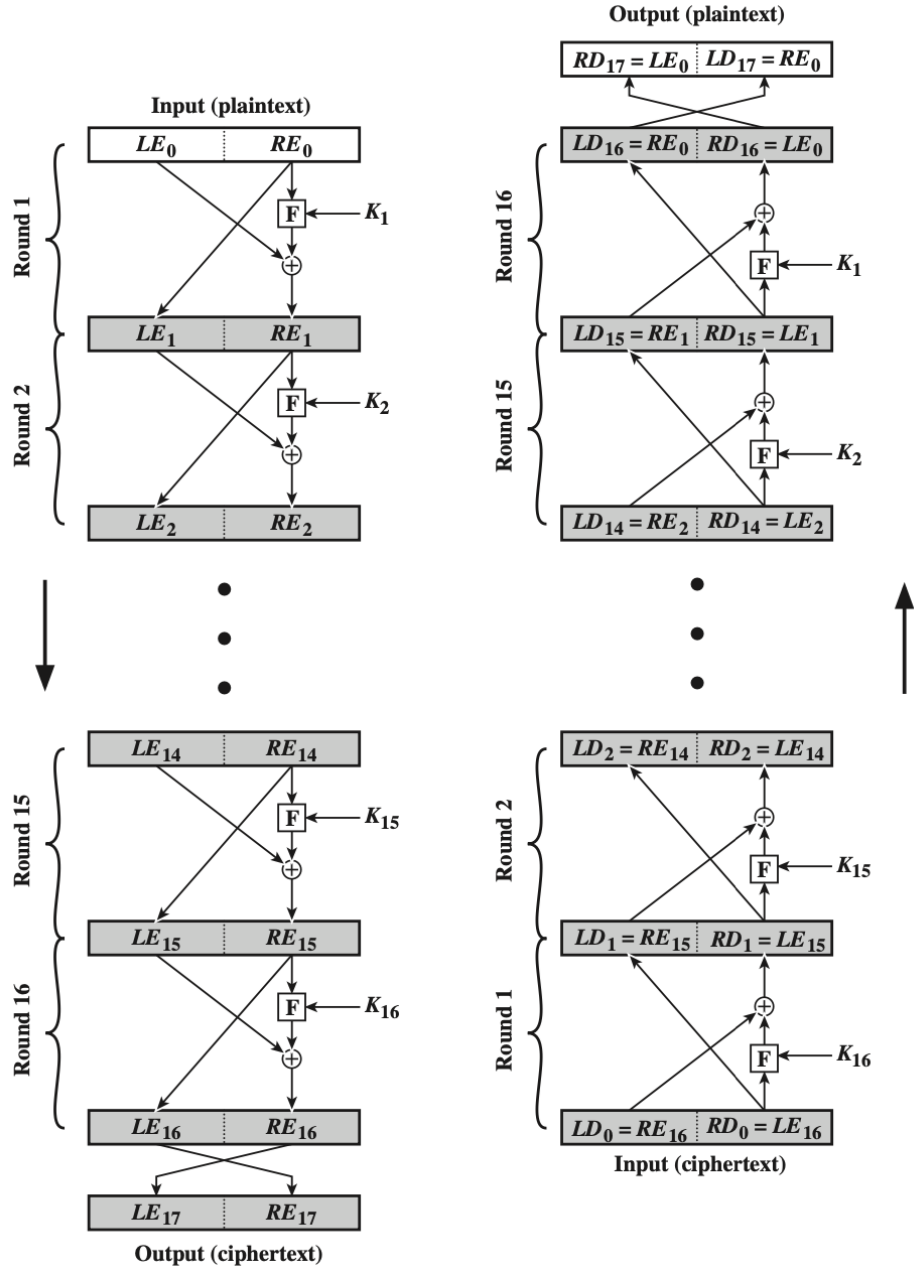 Input (plaintext)
LE₀ RE₀
Round 1
F K₁
+
LE₁ RE₁
Round 2
F K₂
+
LE₂ RE₂
LE₁₄ RE₁₄
Round 15
F K₁₅
+
LE₁₅ RE₁₅
Round 16
F K₁₆
+
LE₁₆ RE₁₆
LE₁₇ RE₁₇
Output (ciphertext)
Output (plaintext)
RD₁₇ = LE₀ LD₁₇ = RE₀
LD₁₆ = RE₀ RD₁₆ = LE₀
Round 16
+
F K₁
LD₁₅ = RE₁ RD₁₅ = LE₁
Round 15
+
F K₂
LD₁₄ = RE₂ RD₁₄ = LE₂
LD₂ = RE₁₄ RD₂ = LE₁₄
Round 2
+
F K₁₅
LD₁ = RE₁₅ RD₁ = LE₁₅
Round 1
+
F K₁₆
LD₀ = RE₁₆ RD₀ = LE₁₆
Input (ciphertext)